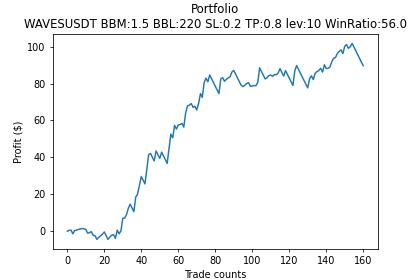 Portfolio
WAVESUSDT BBM:1.5 BBL:220 SL:0.2 TP:0.8 lev:10 WinRatio:56.0
100
80
60
40
20
0
Profit ($)
0 20 40 60 80 100 120 140 160
Trade counts